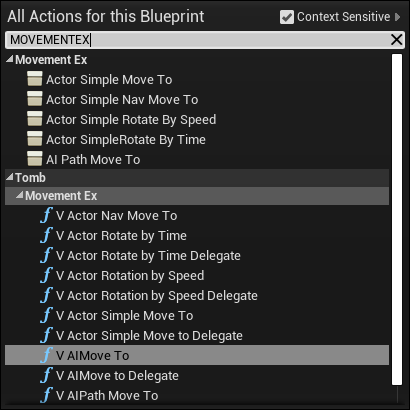 All Actions for this Blueprint
Context Sensitive
MOVEMENTEX
Movement Ex
Actor Simple Move To
Actor Simple Nav Move To
Actor Simple Rotate By Speed
Actor SimpleRotate By Time
AI Path Move To
Tomb
Movement Ex
V Actor Nav Move To
V Actor Rotate by Time
V Actor Rotate by Time Delegate
V Actor Rotation by Speed
V Actor Rotation by Speed Delegate
V Actor Simple Move To
V Actor Simple Move to Delegate
V AIMove To
V AIMove to Delegate
V AIPath Move To